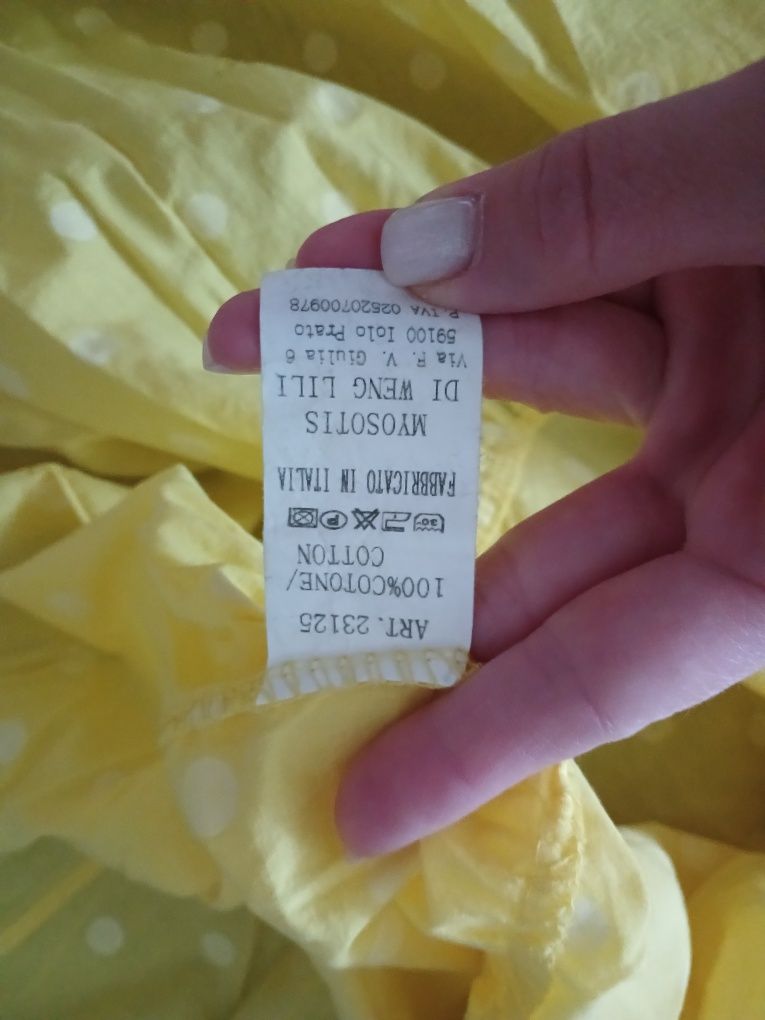 ART. 23125
100%COTONE/
COTTON
30°
P
FABBRICATO IN ITALIA
MYOSOTIS
DI WENG LILI
Via F. V. Giulia 6
59100 Iolo Prato
P.IVA 02520700978